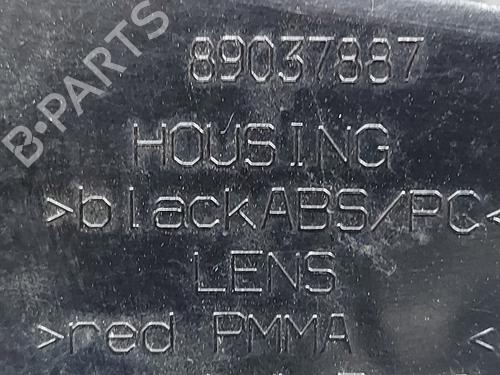 89037887
HOUSING
>blackABS/PC<
LENS
>red PMMA <
B-PARTS